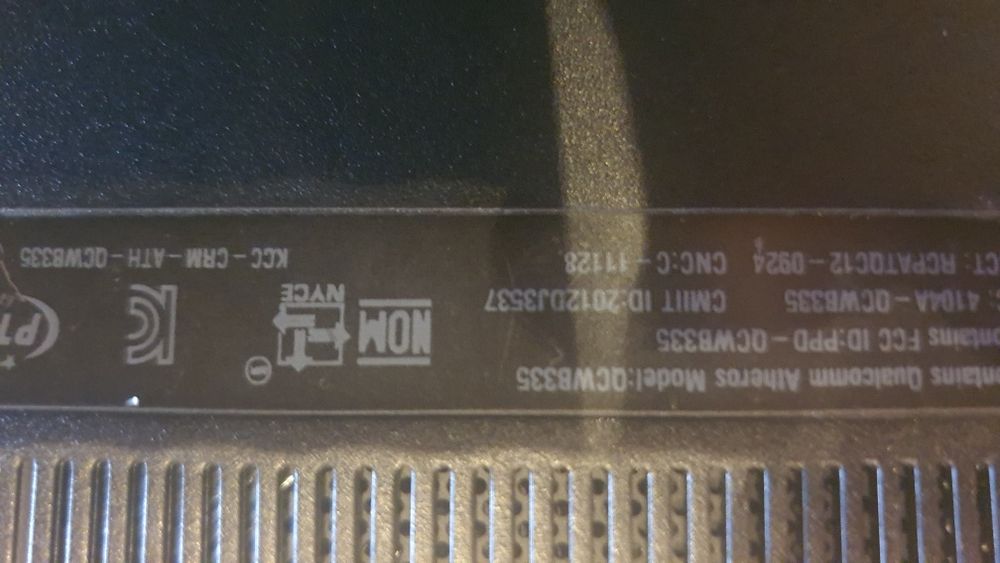 ntains Qualcomm Atheros Model:QCWB335
ontains FCC ID:PPD-QCWB335
: 4104A-QCWB335 CMIIT ID:2012DJ3537
CT: RCPATQC12-0924 CNC:C-11128
NOM
NYCE
KCC-CRM-ATH-QCWB335
PT